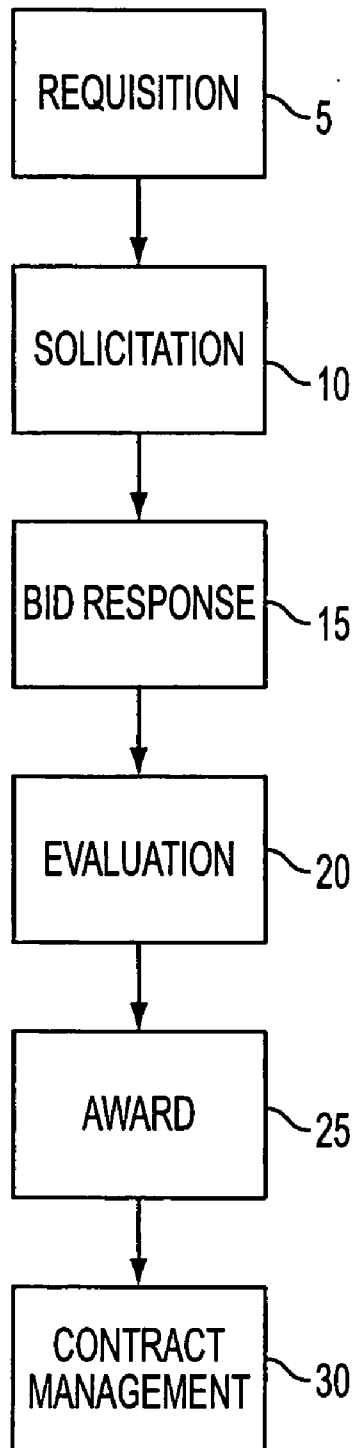 REQUISITION
5
SOLICITATION
10
BID RESPONSE
15
EVALUATION
20
AWARD
25
CONTRACT
MANAGEMENT
30